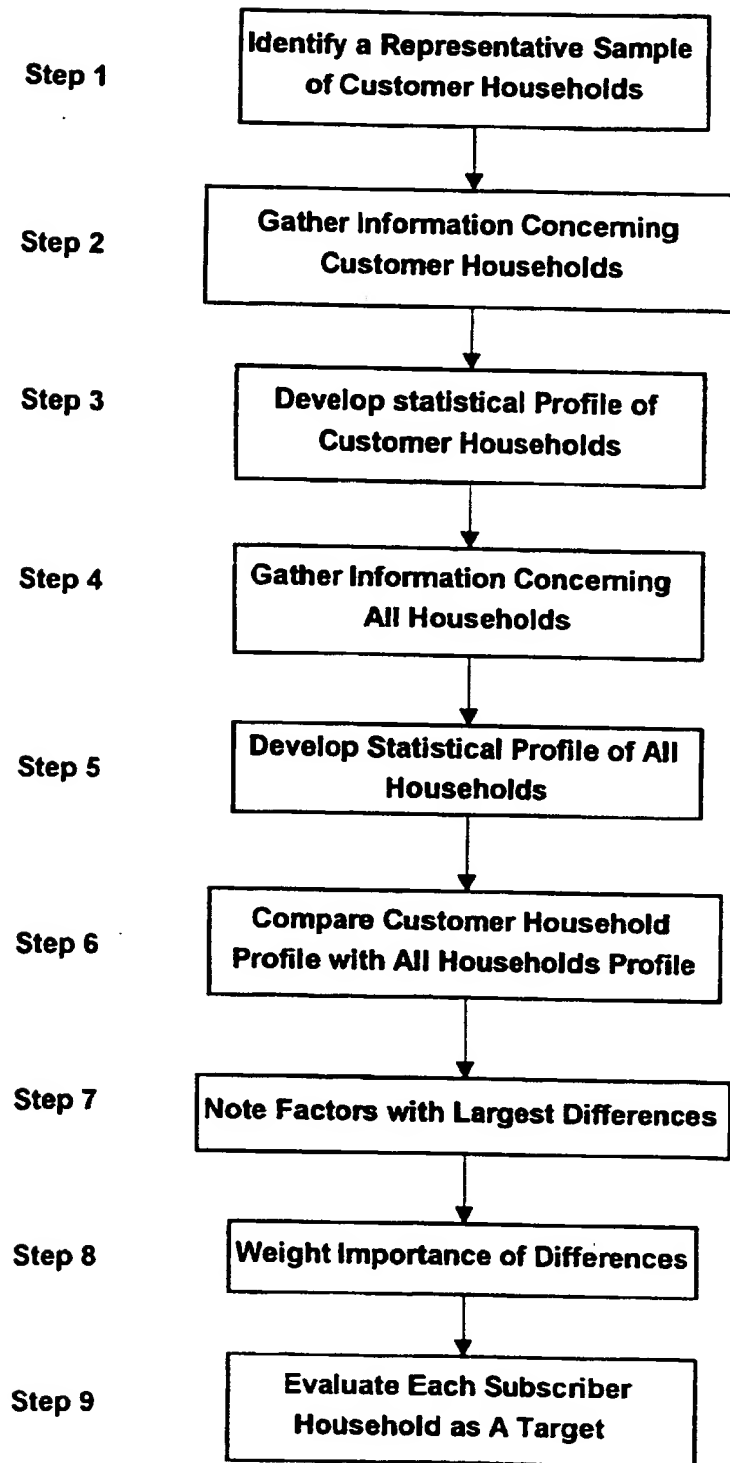 Step 1
Identify a Representative Sample
of Customer Households
Step 2
Gather Information Concerning
Customer Households
Step 3
Develop statistical Profile of
Customer Households
Step 4
Gather Information Concerning
All Households
Step 5
Develop Statistical Profile of All
Households
Step 6
Compare Customer Household
Profile with All Households Profile
Step 7
Note Factors with Largest Differences
Step 8
Weight Importance of Differences
Step 9
Evaluate Each Subscriber
Household as A Target